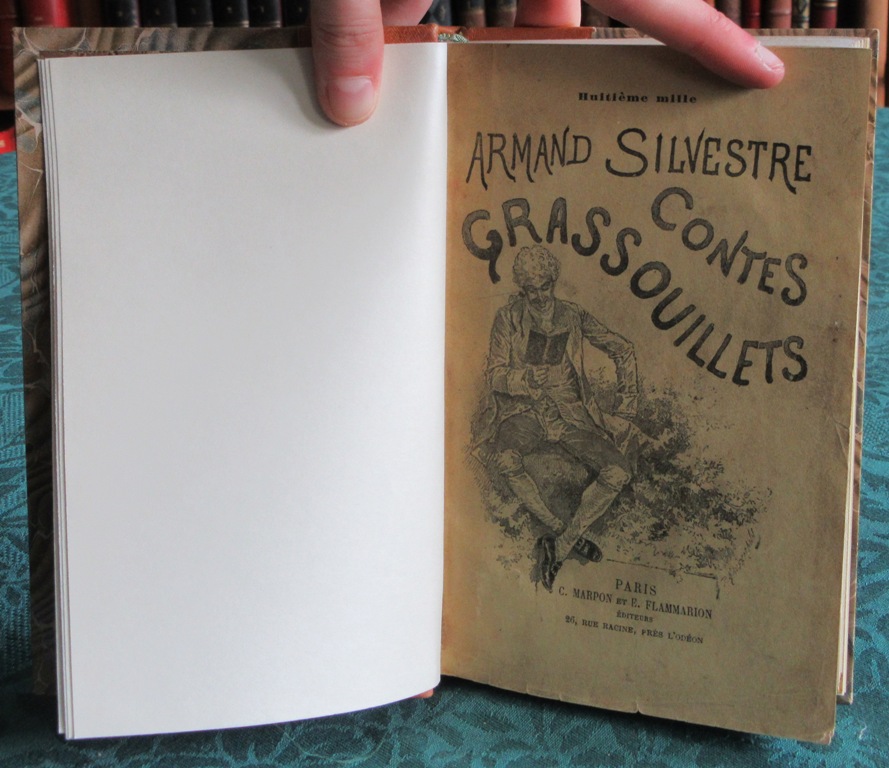 Huitième mille
ARMAND SILVESTRE
CONTES
GRASSOUILLETS
PARIS
C. MARPON ET E. FLAMMARION
ÉDITEURS
26, RUE RACINE, PRÈS L'ODÉON